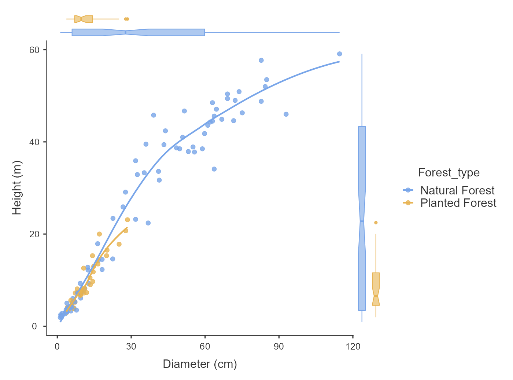 60
40
20
0
Height (m)
0
30
60
90
120
Diameter (cm)
Forest_type
Natural Forest
Planted Forest